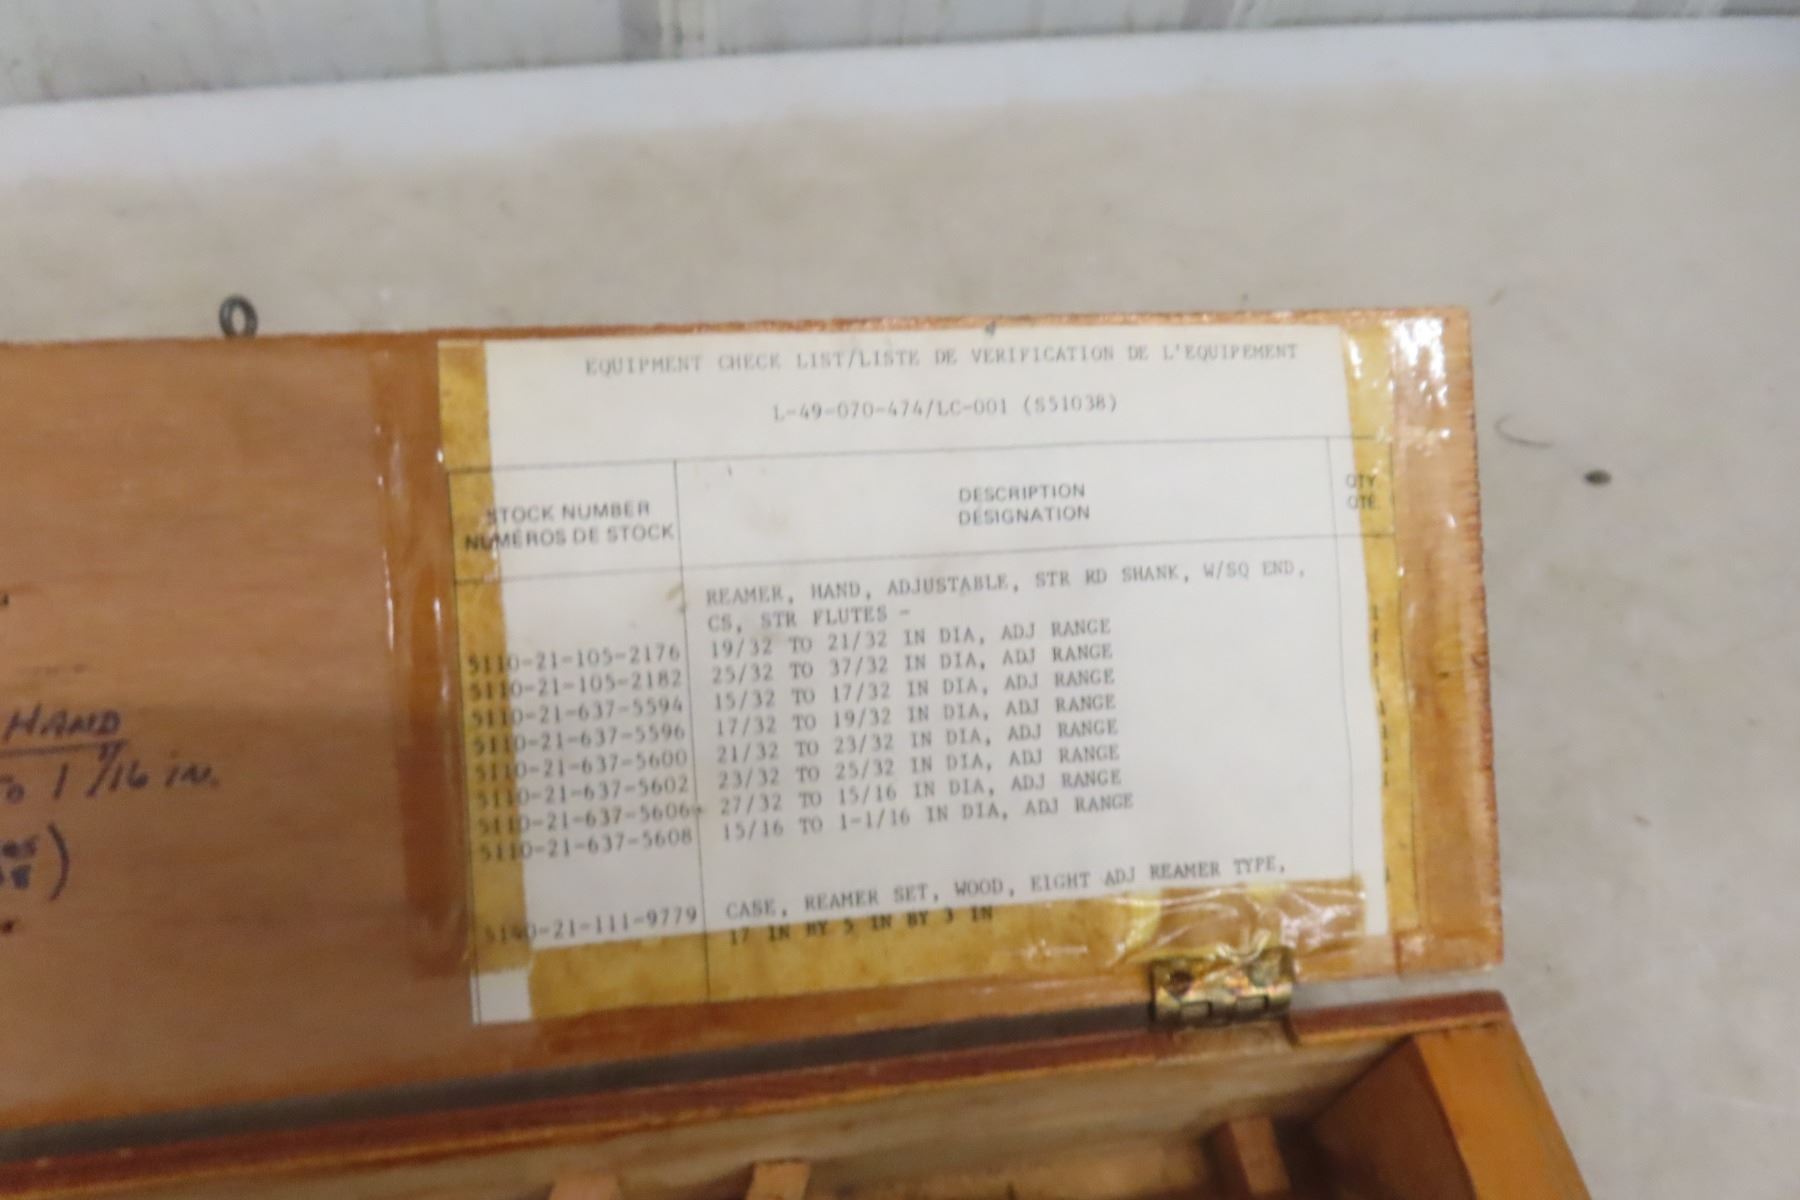 EQUIPMENT CHECK LIST/LISTE DE VERIFICATION DE L'EQUIPEMENT
L-49-070-474/LC-001 (S51038)
STOCK NUMBER
NUMÉROS DE STOCK
DESCRIPTION
DÉSIGNATION
QTY.
QTÉ.
REAMER, HAND, ADJUSTABLE, STR RD SHANK, W/SQ END,
CS, STR FLUTES -
5110-21-105-2176 19/32 TO 21/32 IN DIA, ADJ RANGE
5110-21-105-2182 25/32 TO 37/32 IN DIA, ADJ RANGE
5110-21-637-5594 15/32 TO 17/32 IN DIA, ADJ RANGE
5110-21-637-5596 17/32 TO 19/32 IN DIA, ADJ RANGE
5110-21-637-5600 21/32 TO 23/32 IN DIA, ADJ RANGE
5110-21-637-5602 23/32 TO 25/32 IN DIA, ADJ RANGE
5110-21-637-5606 27/32 TO 15/16 IN DIA, ADJ RANGE
5110-21-637-5608 15/16 TO 1-1/16 IN DIA, ADJ RANGE
5140-21-111-9779 CASE, REAMER SET, WOOD, EIGHT ADJ REAMER TYPE,
17 IN BY 5 IN BY 3 IN
HAND
To 1 1/16 in.